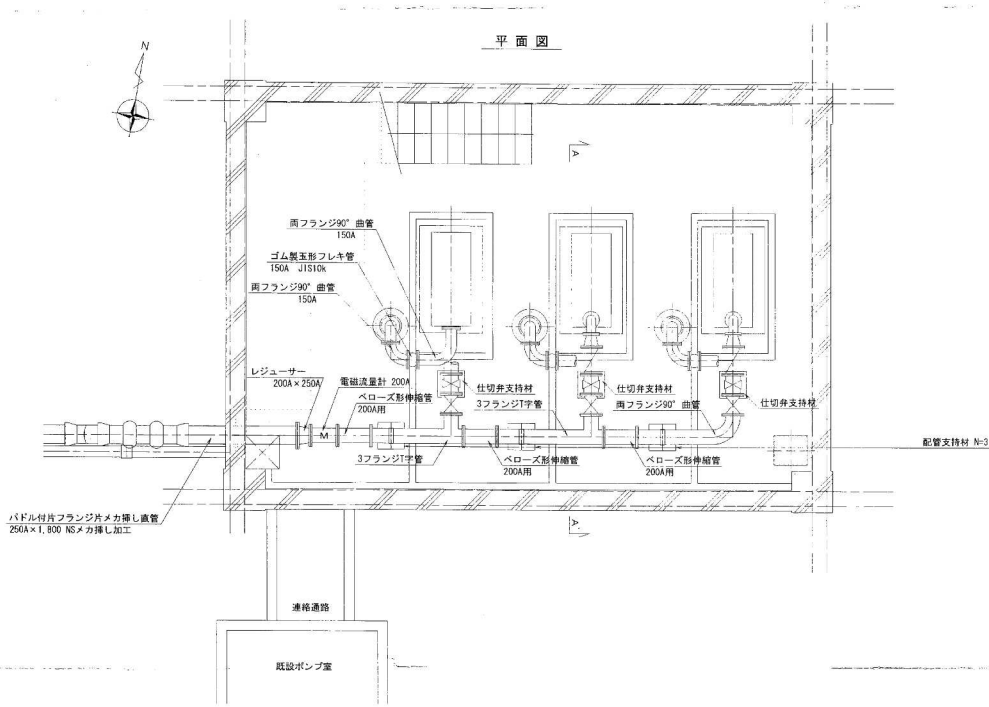 平面図
N
A
両フランジ90° 曲管
150A
ゴム製玉形フレキ管
150A JIS10k
両フランジ90° 曲管
150A
レジューサー
200A×250A
電磁流量計 200A
ベローズ形伸縮管
200A用
M
仕切弁支持材
3フランジT字管
仕切弁支持材
両フランジ90° 曲管
仕切弁支持材
配管支持材 N=3
3フランジT字管
ベローズ形伸縮管
200A用
ベローズ形伸縮管
200A用
パドル付片フランジ片メカ挿し直管
250A×1,800 NSメカ挿し加工
A
連絡通路
既設ポンプ室